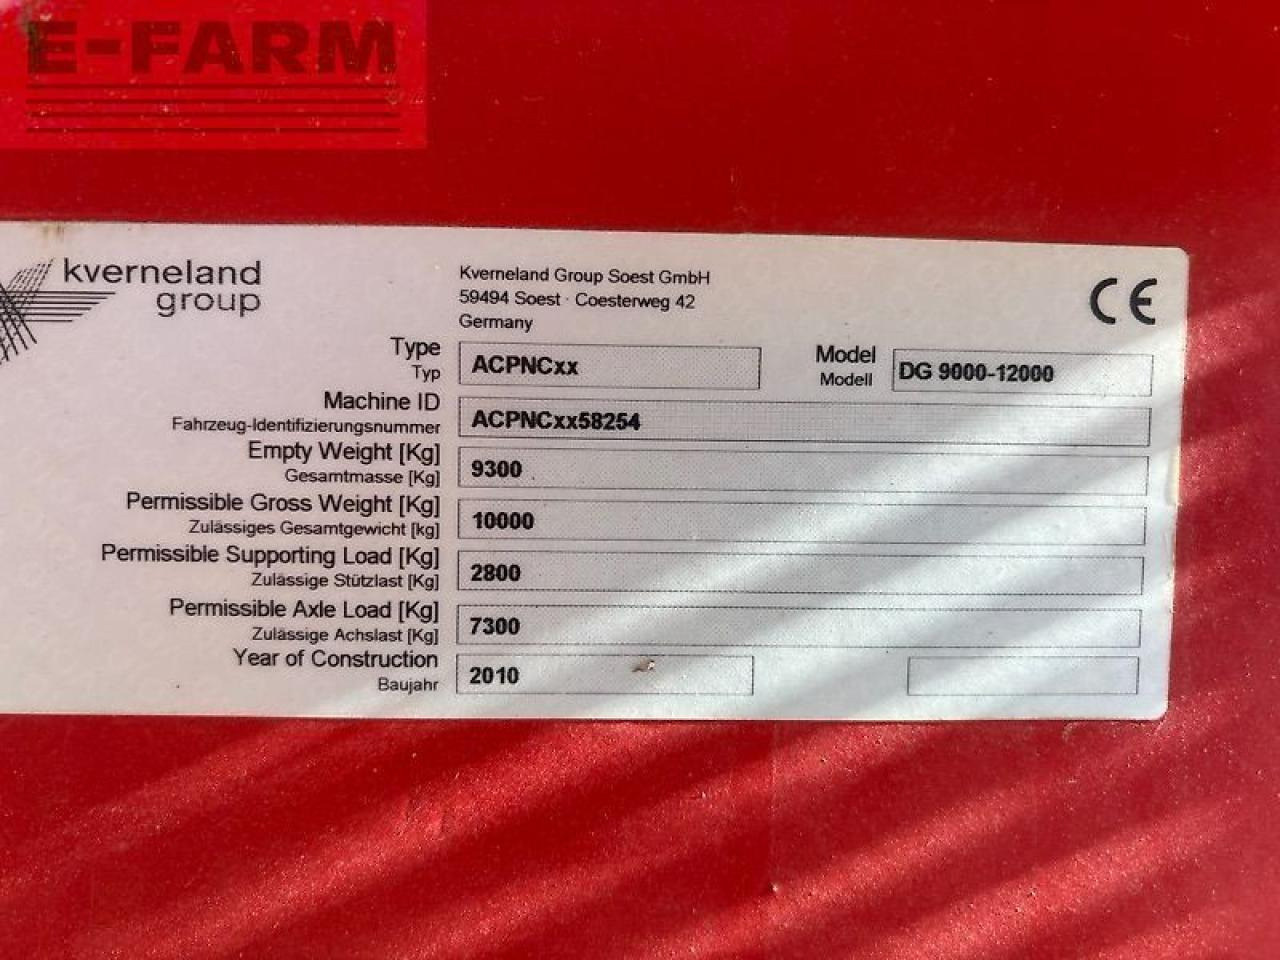 E-FARM
kverneland
group
Kverneland Group Soest GmbH
59494 Soest · Coesterweg 42
Germany
CE
Type
Typ
ACPNCxx
Model
Modell
DG 9000-12000
Machine ID
Fahrzeug-Identifizierungsnummer
ACPNCxx58254
Empty Weight [Kg]
Gesamtmasse [Kg]
9300
Permissible Gross Weight [Kg]
Zulässiges Gesamtgewicht [kg]
10000
Permissible Supporting Load [Kg]
Zulässige Stützlast [Kg]
2800
Permissible Axle Load [Kg]
Zulässige Achslast [Kg]
7300
Year of Construction
Baujahr
2010